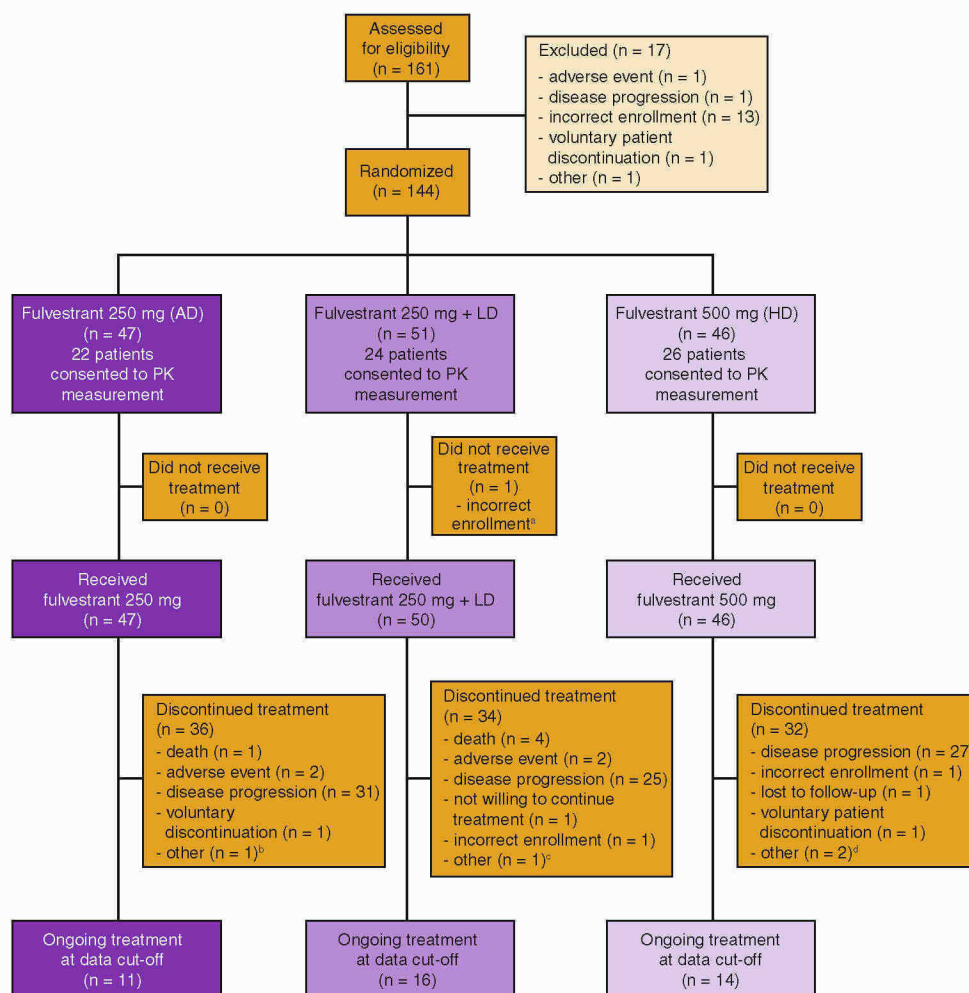 Assessed
for eligibility
(n = 161)
Excluded (n = 17)
- adverse event (n = 1)
- disease progression (n = 1)
- incorrect enrollment (n = 13)
- voluntary patient
discontinuation (n = 1)
- other (n = 1)
Randomized
(n = 144)
Fulvestrant 250 mg (AD)
(n = 47)
22 patients
consented to PK
measurement
Fulvestrant 250 mg + LD
(n = 51)
24 patients
consented to PK
measurement
Fulvestrant 500 mg (HD)
(n = 46)
26 patients
consented to PK
measurement
Did not receive
treatment
(n = 0)
Did not receive
treatment
(n = 1)
- incorrect
enrollmentª
Did not receive
treatment
(n = 0)
Received
fulvestrant 250 mg
(n = 47)
Received
fulvestrant 250 mg + LD
(n = 50)
Received
fulvestrant 500 mg
(n = 46)
Discontinued treatment
(n = 36)
- death (n = 1)
- adverse event (n = 2)
- disease progression (n = 31)
- voluntary
discontinuation (n = 1)
- other (n = 1)ᵇ
Discontinued treatment
(n = 34)
- death (n = 4)
- adverse event (n = 2)
- disease progression (n = 25)
- not willing to continue
treatment (n = 1)
- incorrect enrollment (n = 1)
- other (n = 1)ᶜ
Discontinued treatment
(n = 32)
- disease progression (n = 27)
- incorrect enrollment (n = 1)
- lost to follow-up (n = 1)
- voluntary patient
discontinuation (n = 1)
- other (n = 2)ᵈ
Ongoing treatment
at data cut-off
(n = 11)
Ongoing treatment
at data cut-off
(n = 16)
Ongoing treatment
at data cut-off
(n = 14)